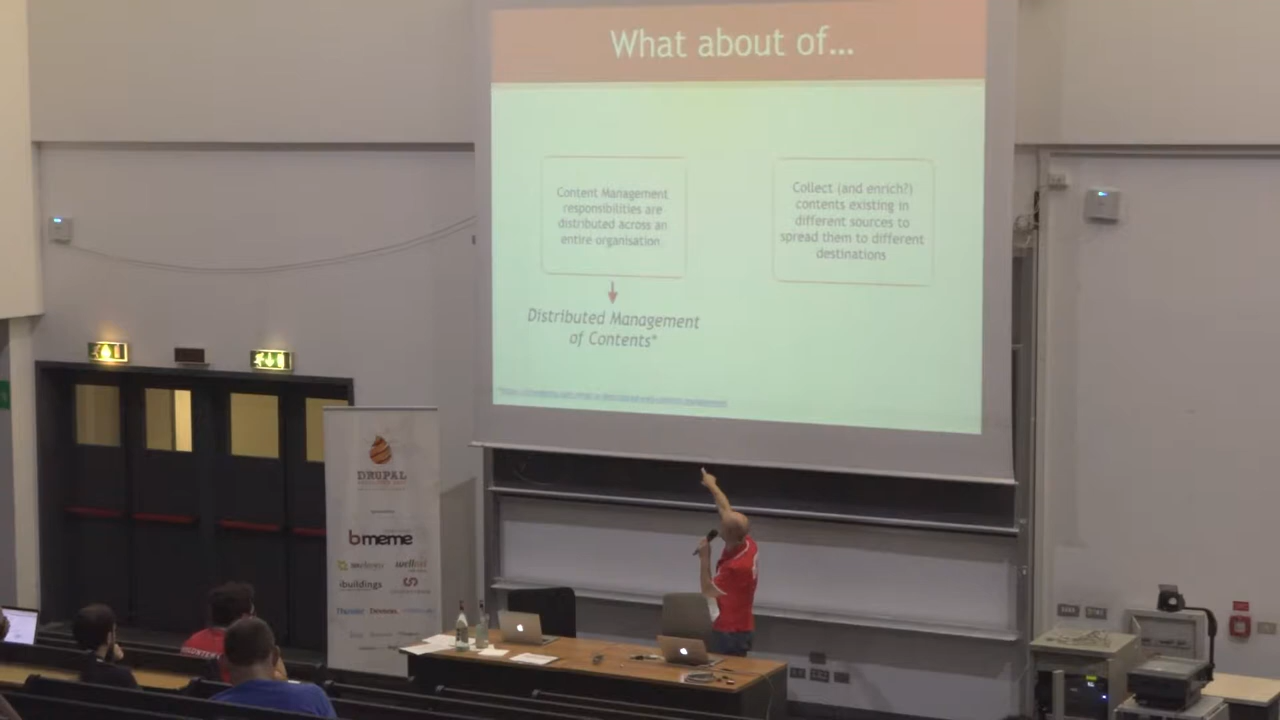 What about of...
Content Management
responsibilities are
distributed across an
entire organisation
Collect (and enrich?)
contents existing in
different sources to
spread them to different
destinations
Distributed Management
of Contents*
DRUPAL
bmeme
wellnet
ibuildings